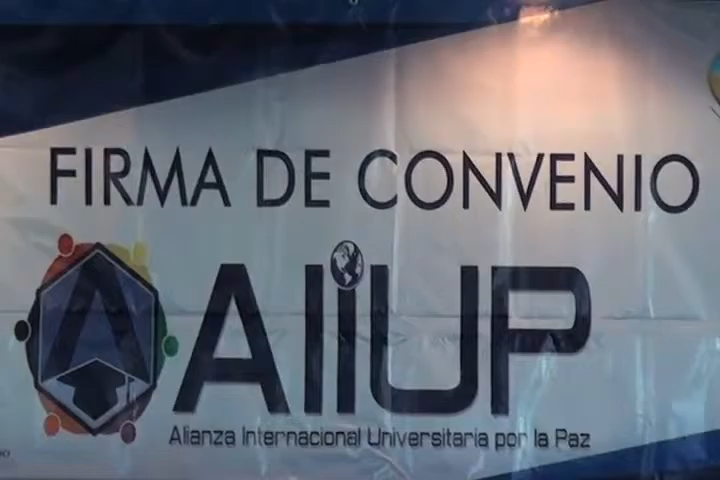 FIRMA DE CONVENIO
AIIUP
Alianza Internacional Universitaria por la Paz